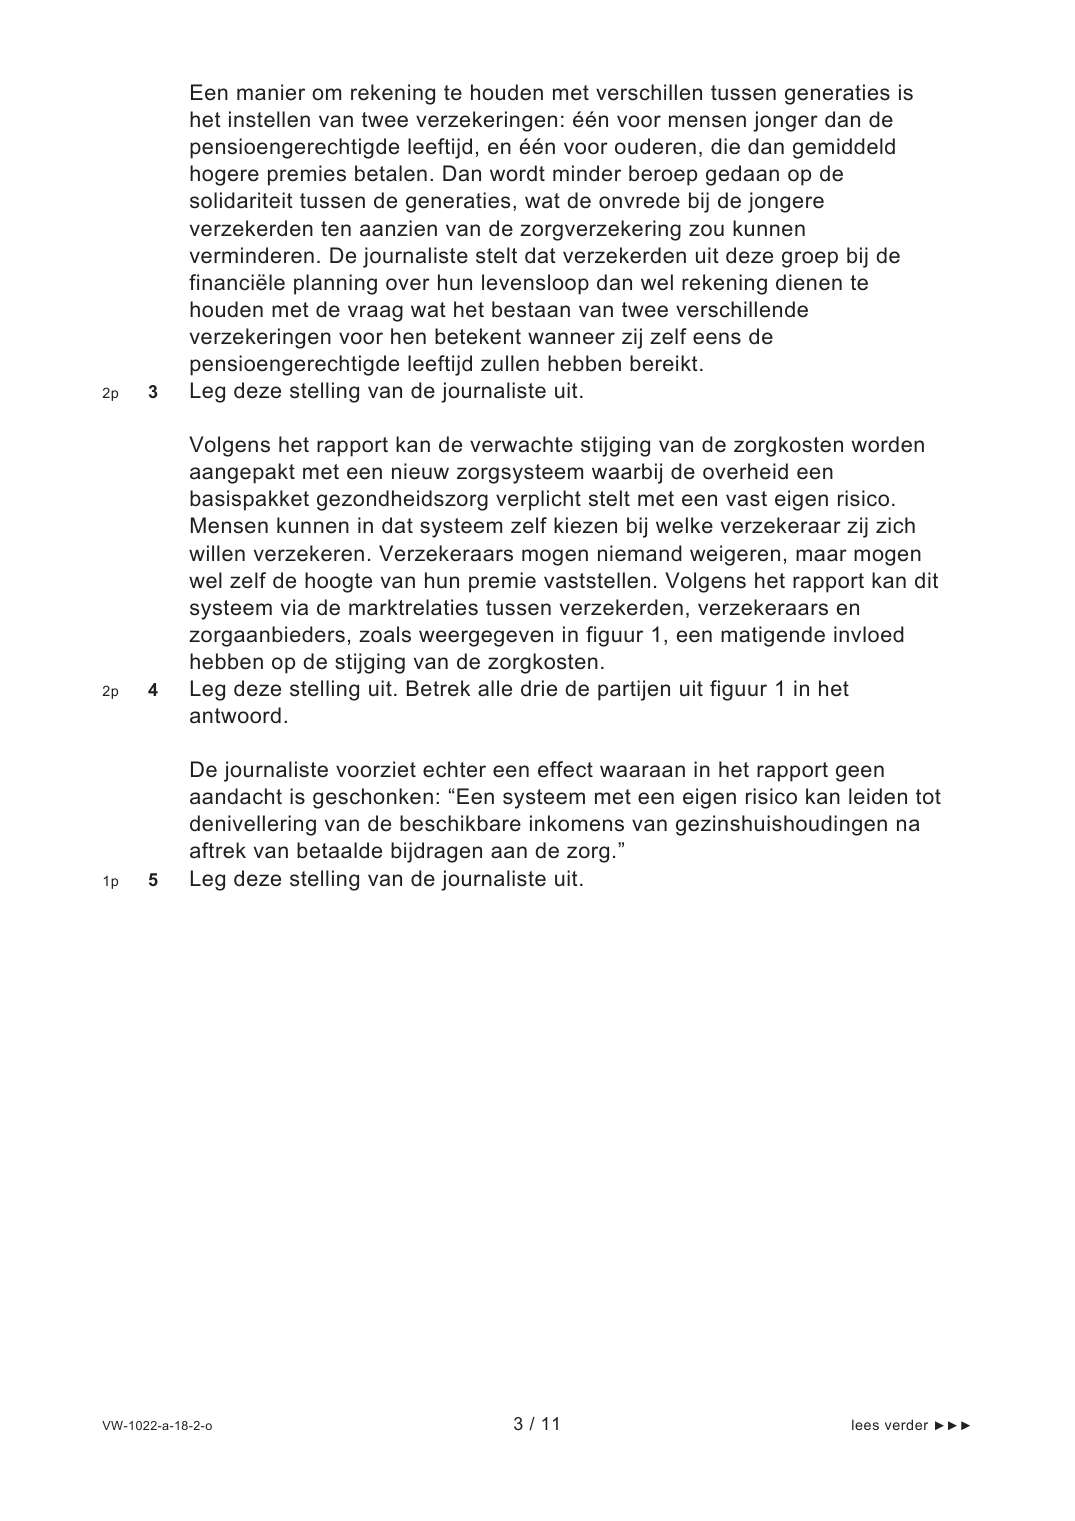 Een manier om rekening te houden met verschillen tussen generaties is
het instellen van twee verzekeringen: één voor mensen jonger dan de
pensioengerechtigde leeftijd, en één voor ouderen, die dan gemiddeld
hogere premies betalen. Dan wordt minder beroep gedaan op de
solidariteit tussen de generaties, wat de onvrede bij de jongere
verzekerden ten aanzien van de zorgverzekering zou kunnen
verminderen. De journaliste stelt dat verzekerden uit deze groep bij de
financiële planning over hun levensloop dan wel rekening dienen te
houden met de vraag wat het bestaan van twee verschillende
verzekeringen voor hen betekent wanneer zij zelf eens de
pensioengerechtigde leeftijd zullen hebben bereikt.
2p 3 Leg deze stelling van de journaliste uit.
Volgens het rapport kan de verwachte stijging van de zorgkosten worden
aangepakt met een nieuw zorgsysteem waarbij de overheid een
basispakket gezondheidszorg verplicht stelt met een vast eigen risico.
Mensen kunnen in dat systeem zelf kiezen bij welke verzekeraar zij zich
willen verzekeren. Verzekeraars mogen niemand weigeren, maar mogen
wel zelf de hoogte van hun premie vaststellen. Volgens het rapport kan dit
systeem via de marktrelaties tussen verzekerden, verzekeraars en
zorgaanbieders, zoals weergegeven in figuur 1, een matigende invloed
hebben op de stijging van de zorgkosten.
2p 4 Leg deze stelling uit. Betrek alle drie de partijen uit figuur 1 in het
antwoord.
De journaliste voorziet echter een effect waaraan in het rapport geen
aandacht is geschonken: “Een systeem met een eigen risico kan leiden tot
denivellering van de beschikbare inkomens van gezinshuishoudingen na
aftrek van betaalde bijdragen aan de zorg.”
1p 5 Leg deze stelling van de journaliste uit.
VW-1022-a-18-2-o 3 / 11 lees verder ►►►